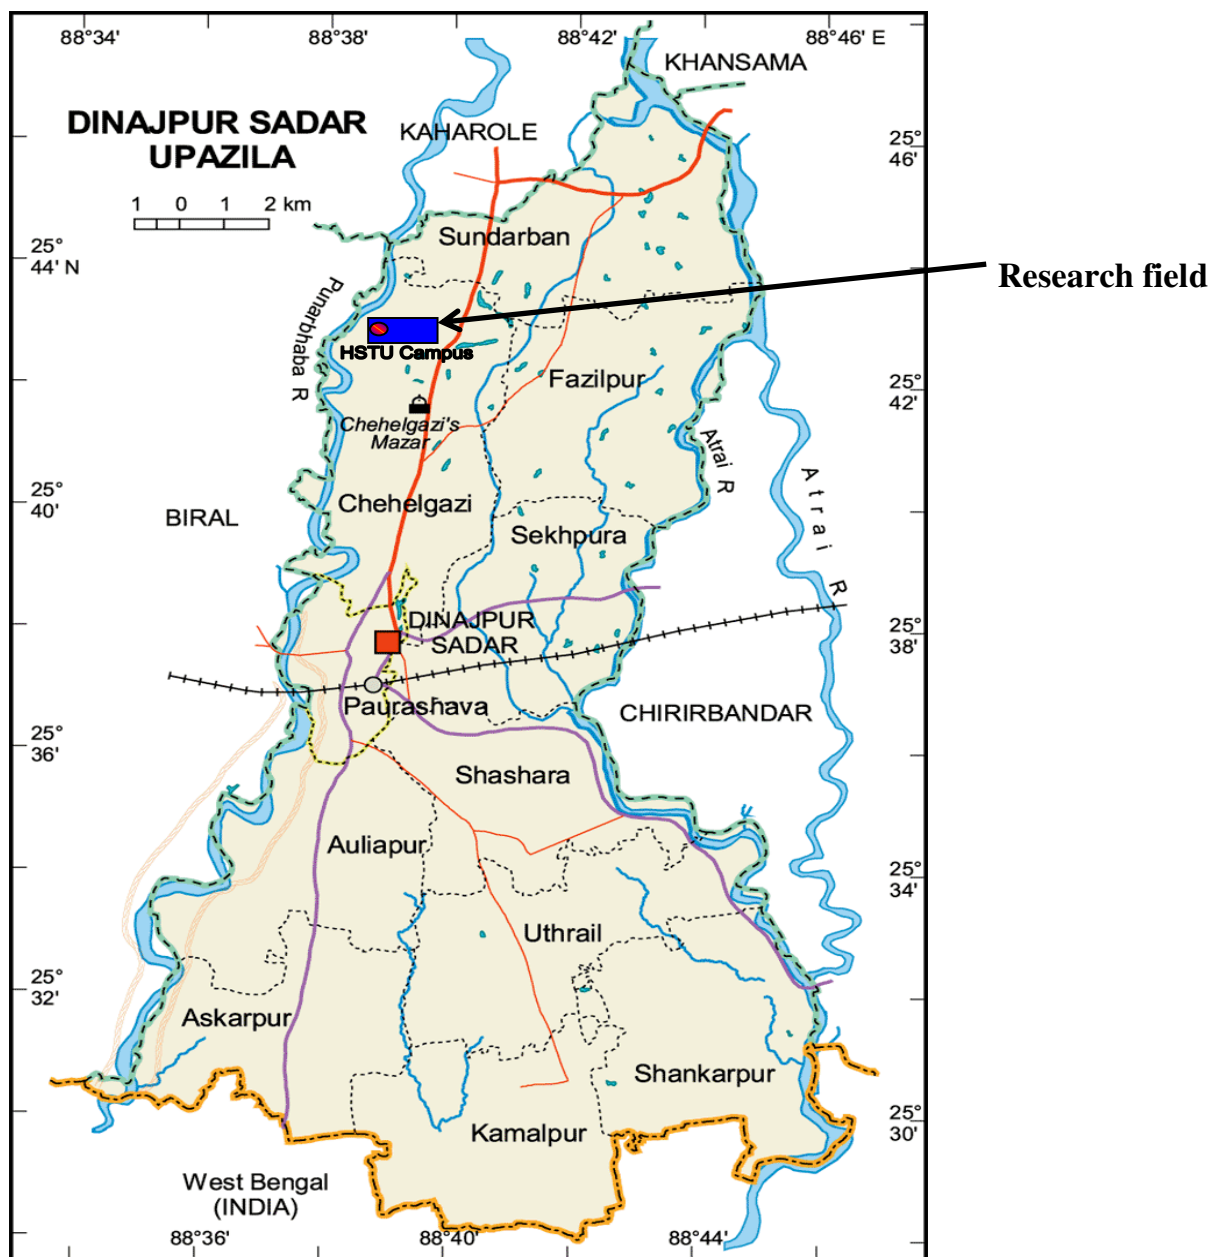 88°34'
88°38'
88°42'
88°46' E
KHANSAMA
DINAJPUR SADAR
UPAZILA
KAHAROLE
25°
46'
1 0 1 2 km
Sundarban
25°
44' N
Research field
Punarbhaba R
HSTU Campus
Fazilpur
25°
42'
Chehelgazi's
Mazar
Atrai R
Atrai R
25°
40'
Chehelgazi
BIRAL
Sekhpura
DINAJPUR
SADAR
25°
38'
Paurashava
CHIRIRBANDAR
25°
36'
Shashara
Auliapur
25°
34'
Uthrail
25°
32'
Askarpur
Shankarpur
25°
30'
Kamalpur
West Bengal
(INDIA)
88°36'
88°40'
88°44'